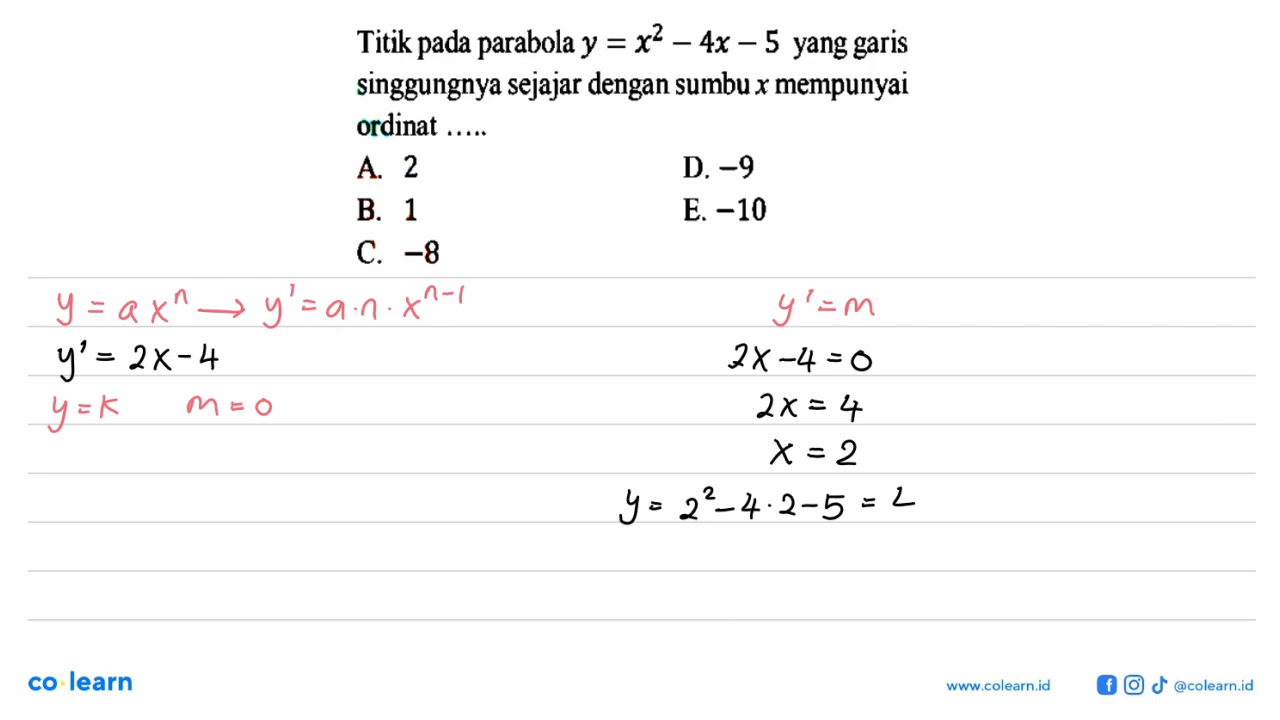 Titik pada parabola y = x² − 4x − 5 yang garis
singgungnya sejajar dengan sumbu x mempunyai
ordinat …..
A. 2
D. −9
B. 1
E. −10
C. −8
y = a xⁿ → y' = a · n · xⁿ⁻¹
y' = m
y' = 2x − 4
2x − 4 = 0
y = k m = 0
2x = 4
x = 2
y = 2² − 4 · 2 − 5 =
co learn
www.colearn.id
@colearn.id